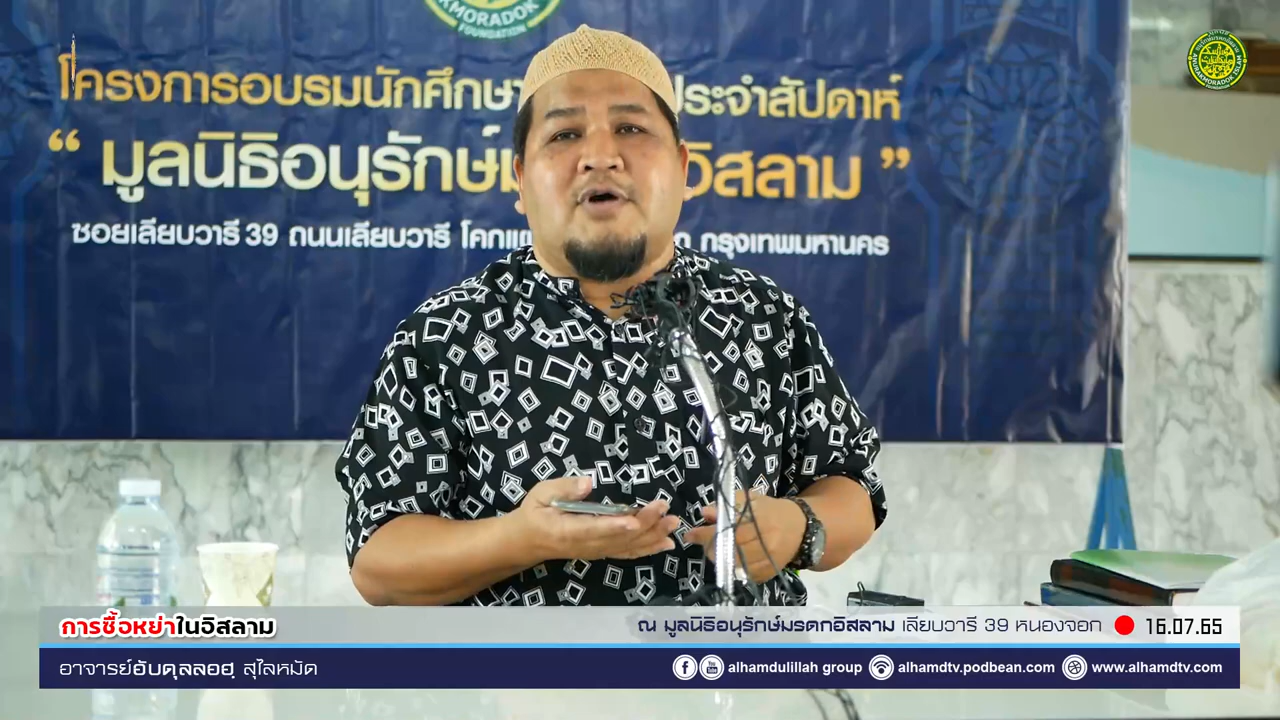 MORADOK
FOUNDATION
โครงการอบรมนักศึกษา ประจำสัปดาห์
“ มูลนิธิอนุรักษ์ม อิสลาม ”
ซอยเลียบวารี 39 ถนนเลียบวารี โคกแ กรุงเทพมหานคร
ANURAKMORADOK ISLAM
FOUNDATION
การซื้อหย่าในอิสลาม
ณ มูลนิธิอนุรักษ์มรดกอิสลาม เลียบวารี 39 หนองจอก 16.07.65
อาจารย์อับดุลลอฮฺ สุไลหมัด
alhamdulillah group alhamdtv.podbean.com www.alhamdtv.com